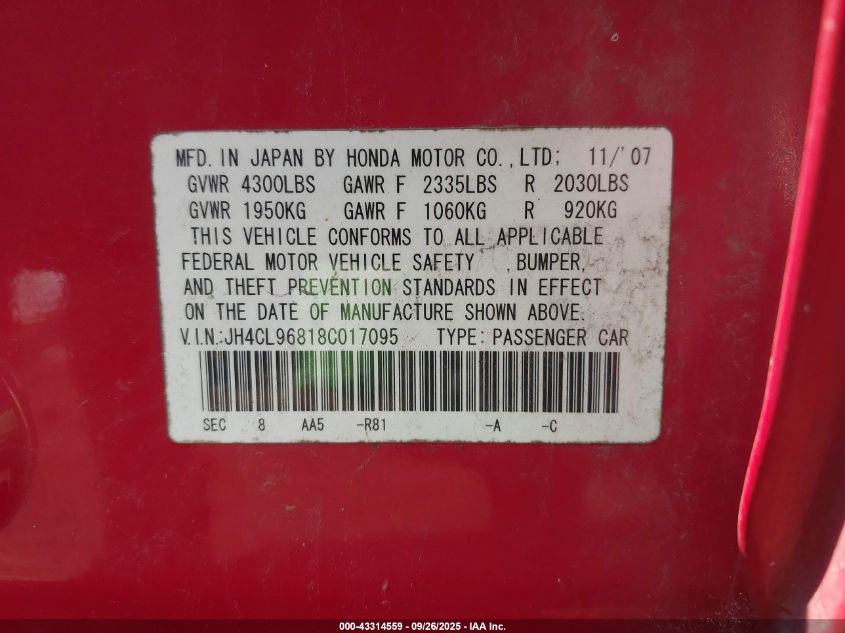 MFD. IN JAPAN BY HONDA MOTOR CO.,LTD; 11/'07
GVWR 4300LBS GAWR F 2335LBS R 2030LBS
GVWR 1950KG GAWR F 1060KG R 920KG
THIS VEHICLE CONFORMS TO ALL APPLICABLE
FEDERAL MOTOR VEHICLE SAFETY , BUMPER,
AND THEFT PREVENTION STANDARDS IN EFFECT
ON THE DATE OF MANUFACTURE SHOWN ABOVE.
V.I.N.:JH4CL96818C017095 TYPE: PASSENGER CAR
SEC 8 AA5 -R81 -A -C
000-43314559 - 09/26/2025 - IAA Inc.